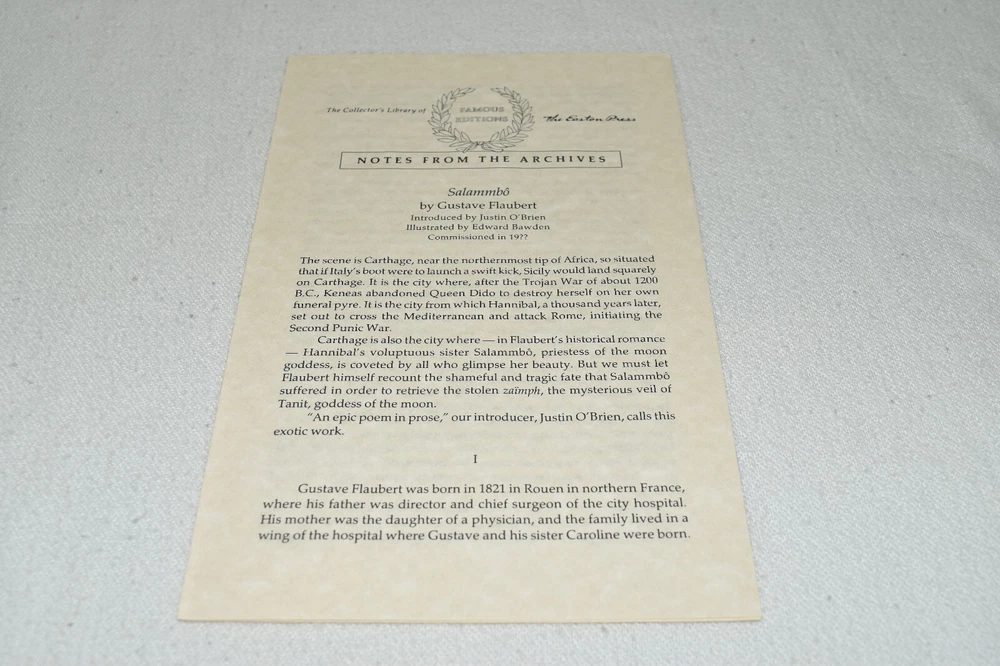 The Collector's Library of
FAMOUS
EDITIONS
The Easton Press
NOTES FROM THE ARCHIVES
Salammbô
by Gustave Flaubert
Introduced by Justin O'Brien
Illustrated by Edward Bawden
Commissioned in 19??
The scene is Carthage, near the northernmost tip of Africa, so situated
that if Italy's boot were to launch a swift kick, Sicily would land squarely
on Carthage. It is the city where, after the Trojan War of about 1200
B.C., Keneas abandoned Queen Dido to destroy herself on her own
funeral pyre. It is the city from which Hannibal, a thousand years later,
set out to cross the Mediterranean and attack Rome, initiating the
Second Punic War.
Carthage is also the city where — in Flaubert's historical romance
— Hannibal's voluptuous sister Salammbô, priestess of the moon
goddess, is coveted by all who glimpse her beauty. But we must let
Flaubert himself recount the shameful and tragic fate that Salammbô
suffered in order to retrieve the stolen zaïmph, the mysterious veil of
Tanit, goddess of the moon.
"An epic poem in prose," our introducer, Justin O'Brien, calls this
exotic work.
I
Gustave Flaubert was born in 1821 in Rouen in northern France,
where his father was director and chief surgeon of the city hospital.
His mother was the daughter of a physician, and the family lived in a
wing of the hospital where Gustave and his sister Caroline were born.